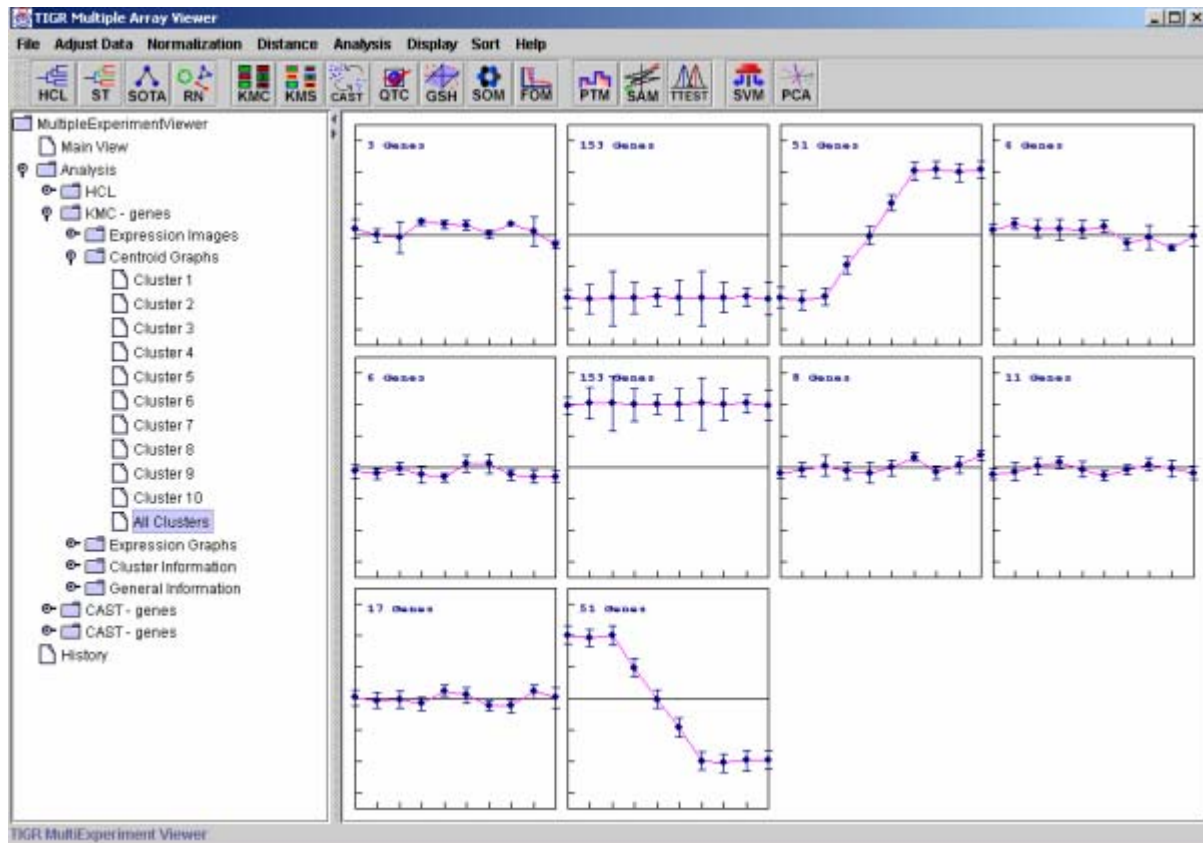 TIGR Multiple Array Viewer
File Adjust Data Normalization Distance Analysis Display Sort Help
HCL ST SOTA RN KMC KMS CAST QTC GSH SOM FOM PTM SAM TTEST SVM PCA
MultipleExperimentViewer
Main View
Analysis
HCL
KMC - genes
Expression Images
Centroid Graphs
Cluster 1
Cluster 2
Cluster 3
Cluster 4
Cluster 5
Cluster 6
Cluster 7
Cluster 8
Cluster 9
Cluster 10
All Clusters
Expression Graphs
Cluster Information
General Information
CAST - genes
CAST - genes
History
3 Genes
153 Genes
51 Genes
6 Genes
6 Genes
153 Genes
8 Genes
11 Genes
17 Genes
51 Genes
TIGR MultiExperiment Viewer